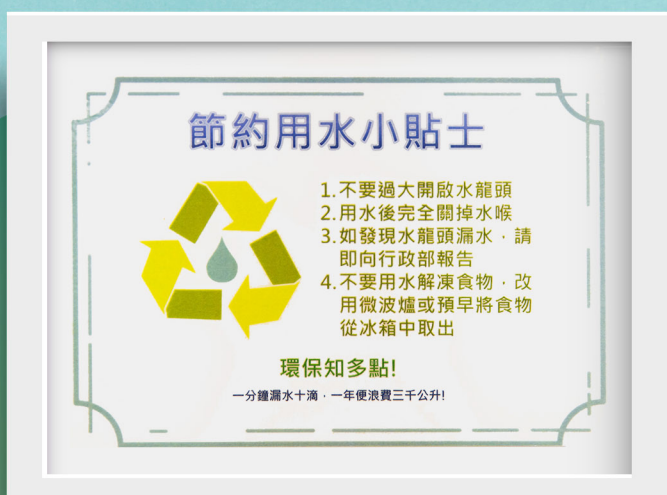 節約用水小貼士
1.不要過大開啟水龍頭
2.用水後完全關掉水喉
3.如發現水龍頭漏水，請
即向行政部報告
4.不要用水解凍食物，改
用微波爐或預早將食物
從冰箱中取出
環保知多點!
一分鐘漏水十滴，一年便浪費三千公升!